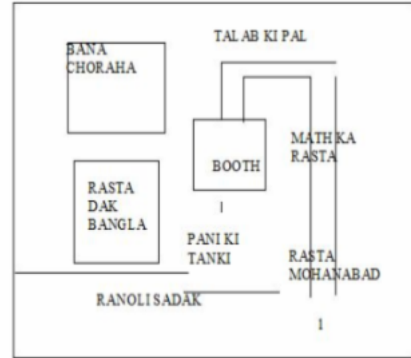 TALAB KI PAL
BANA
CHORAHA
MATH KA
RASTA
BOOTH
RASTA
DAK
BANGLA
1
PANI KI
TANKI
RASTA
MOHANABAD
RANOLI SADAK
1